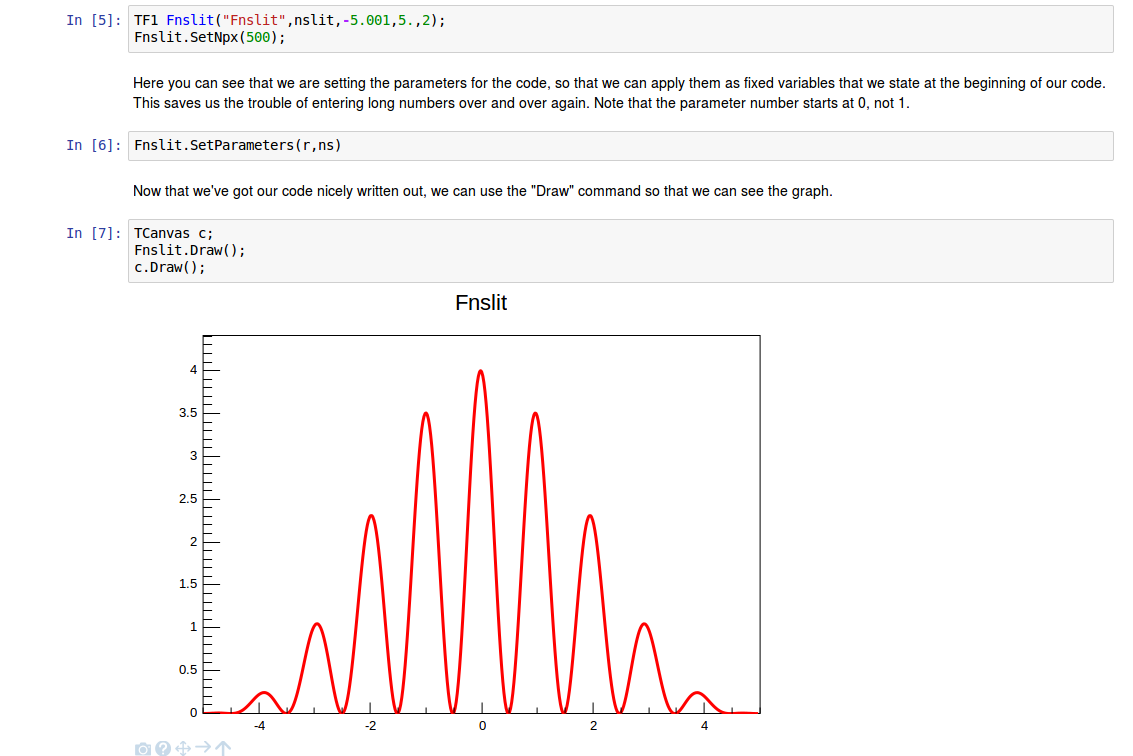 In [5]: TF1 Fnslit("Fnslit",nslit,-5.001,5.,2);
Fnslit.SetNpx(500);
Here you can see that we are setting the parameters for the code, so that we can apply them as fixed variables that we state at the beginning of our code.
This saves us the trouble of entering long numbers over and over again. Note that the parameter number starts at 0, not 1.
In [6]: Fnslit.SetParameters(r,ns)
Now that we've got our code nicely written out, we can use the "Draw" command so that we can see the graph.
In [7]: TCanvas c;
Fnslit.Draw();
c.Draw();
Fnslit
4
3.5
3
2.5
2
1.5
1
0.5
0
-4 -2 0 2 4